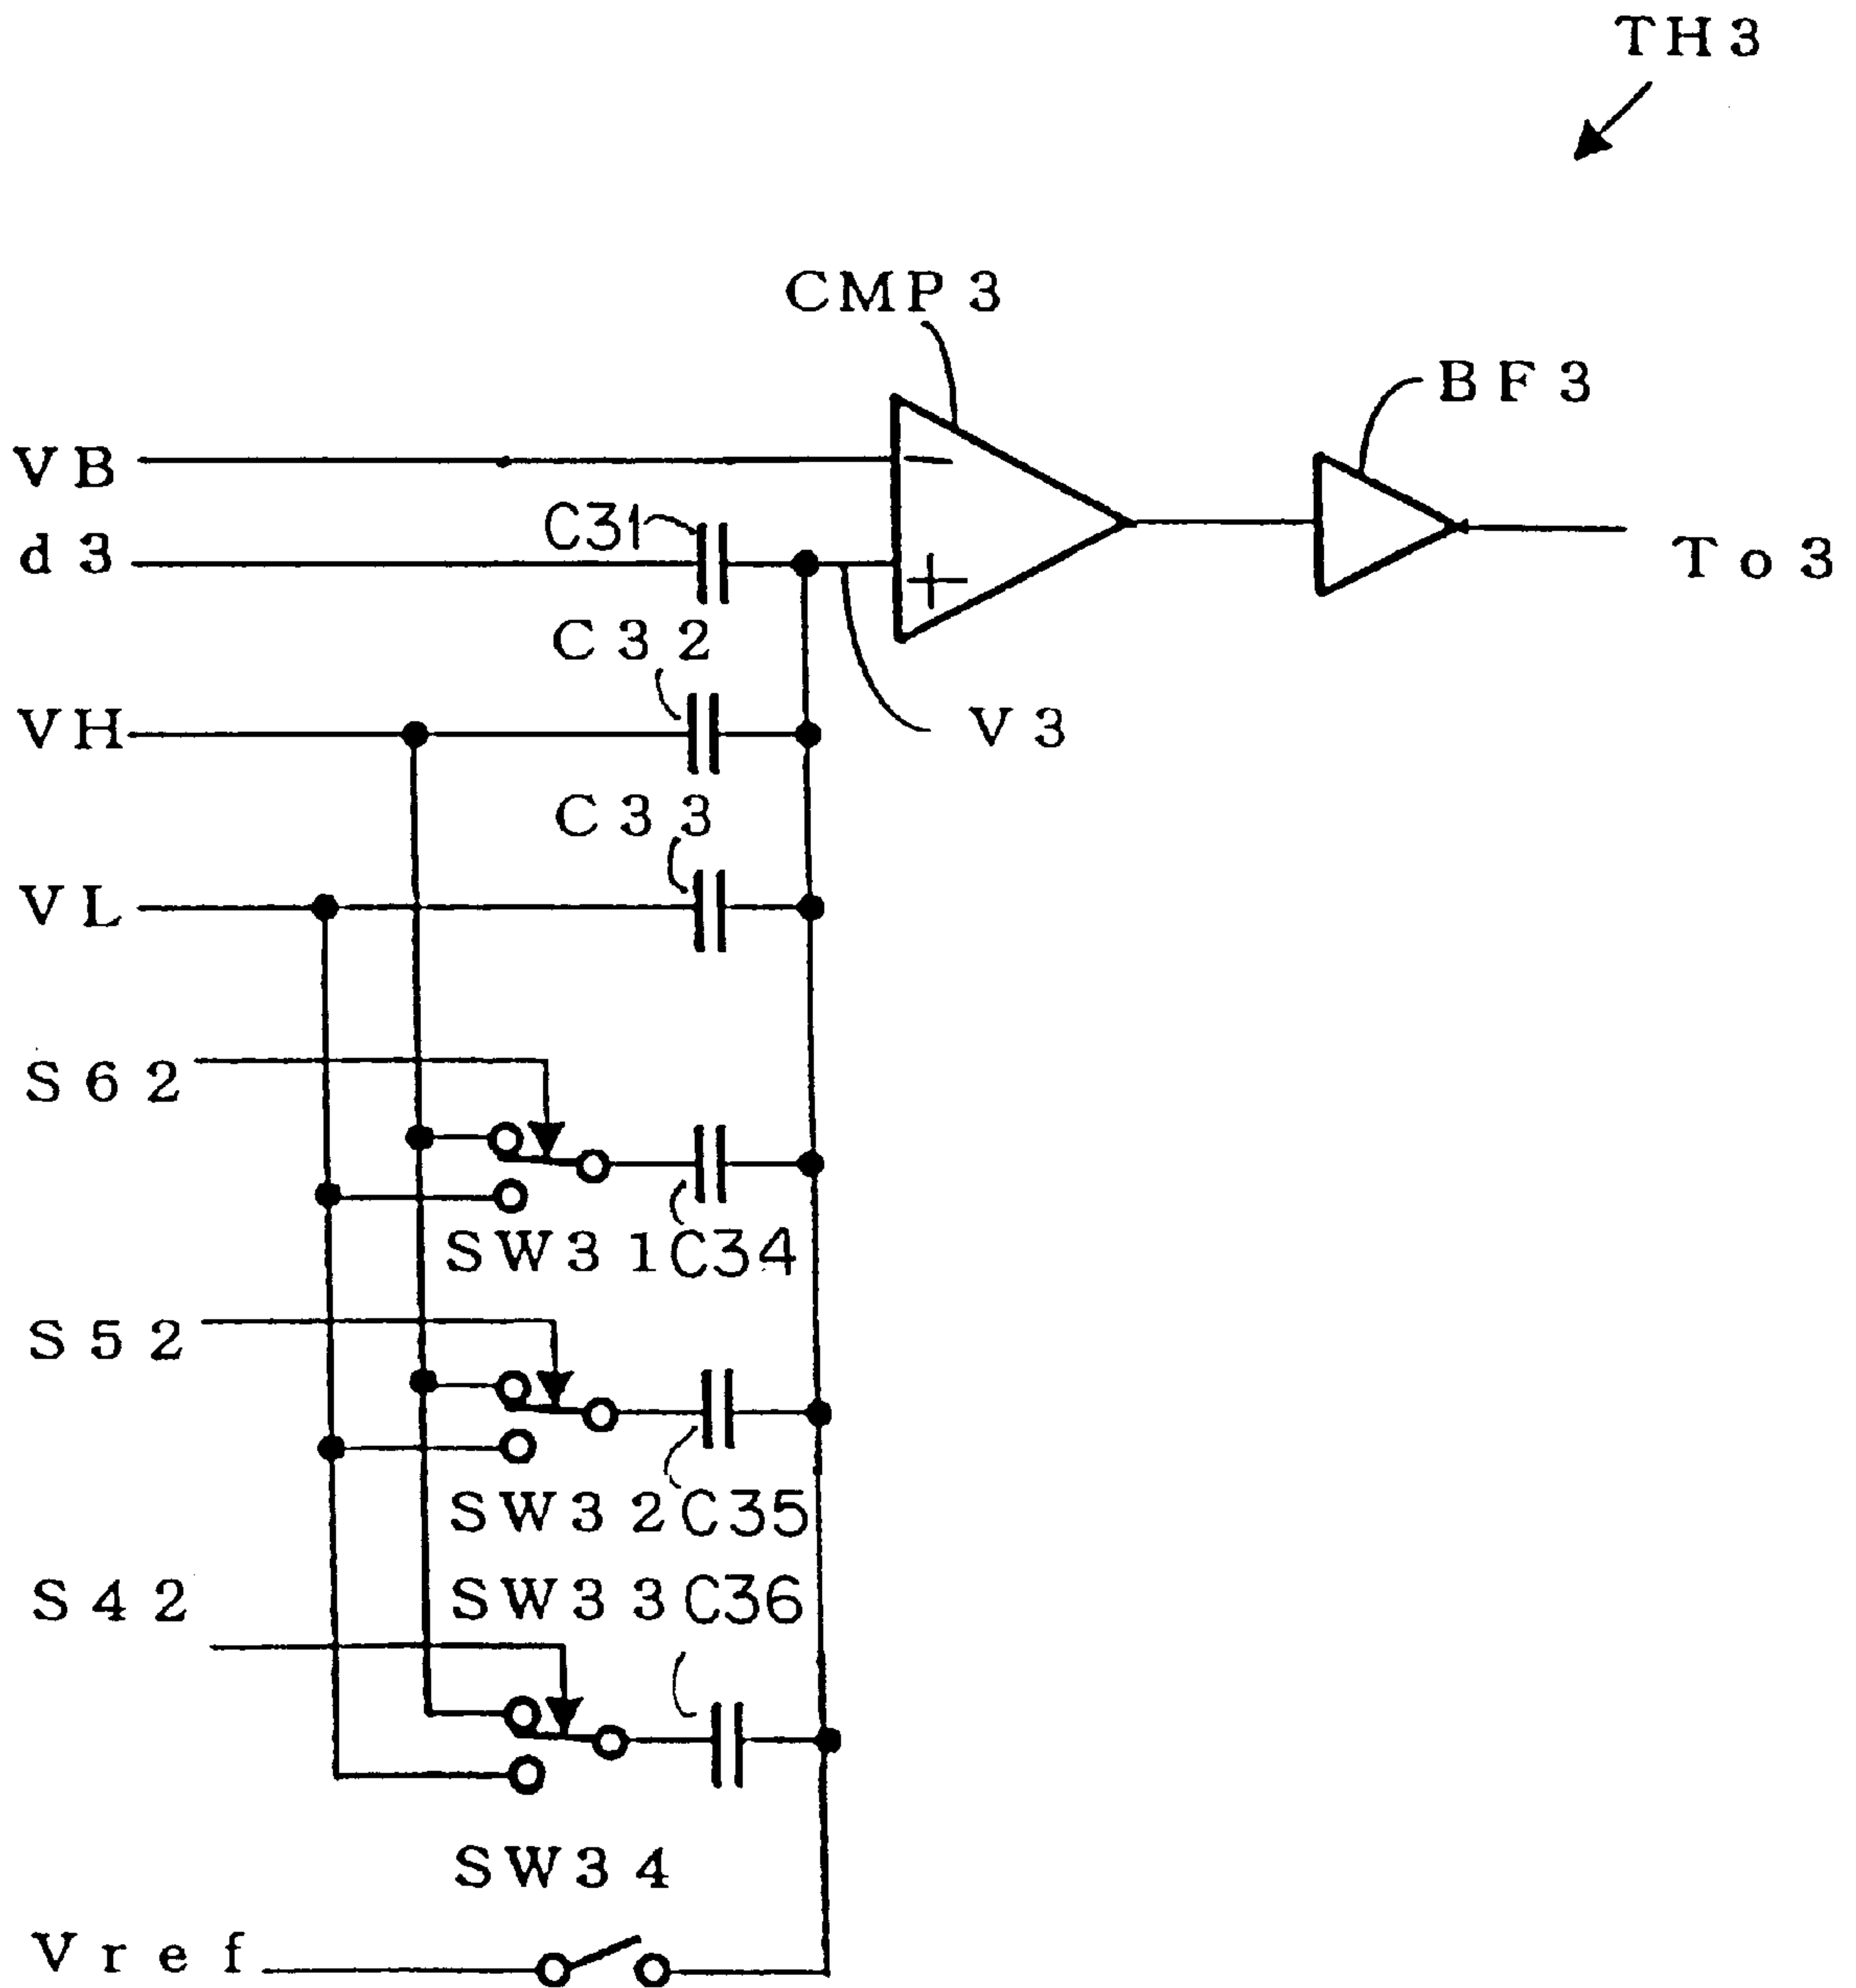 TH3
CMP3
BF3
VB
−
C31
d3
+
To3
C32
VH
V3
C33
VL
S62
SW31 C34
S52
SW32 C35
S42
SW33 C36
SW34
Vref